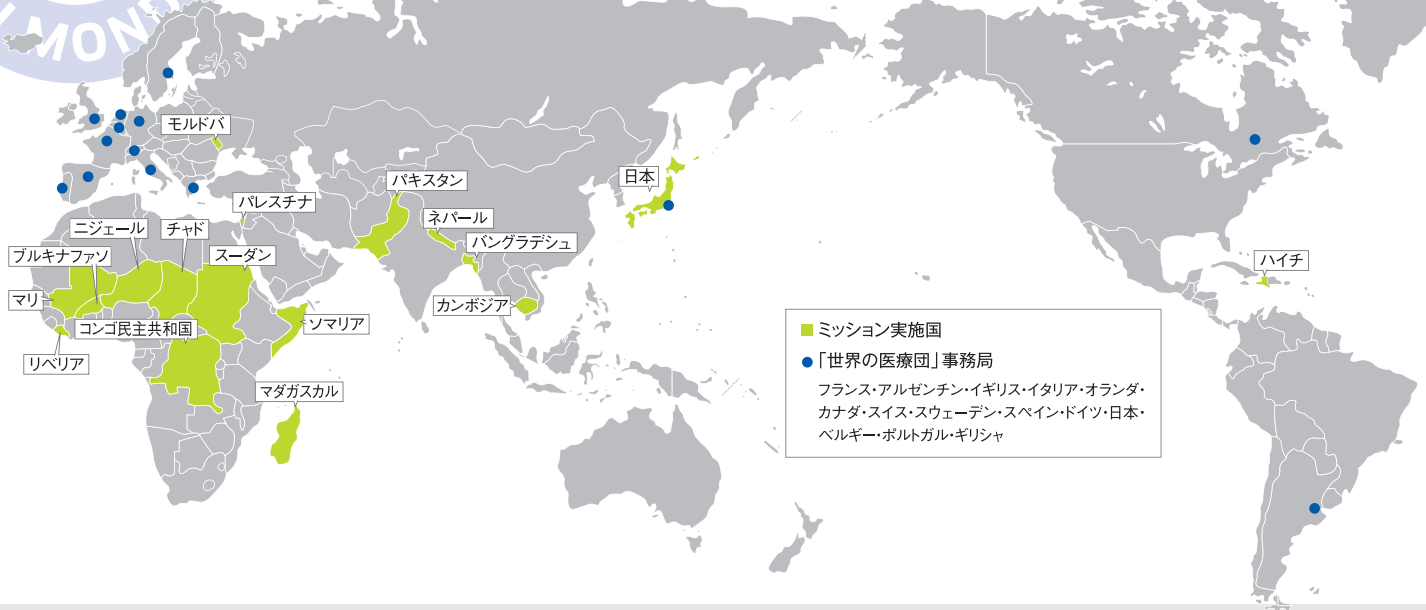 MOND
モルドバ
日本
パキスタン
パレスチナ
ネパール
ニジェール
チャド
バングラデシュ
ブルキナファソ
スーダン
ハイチ
マリ
カンボジア
コンゴ民主共和国
ソマリア
リベリア
マダガスカル
ミッション実施国
「世界の医療団」事務局
フランス・アルゼンチン・イギリス・イタリア・オランダ・
カナダ・スイス・スウェーデン・スペイン・ドイツ・日本・
ベルギー・ポルトガル・ギリシャ